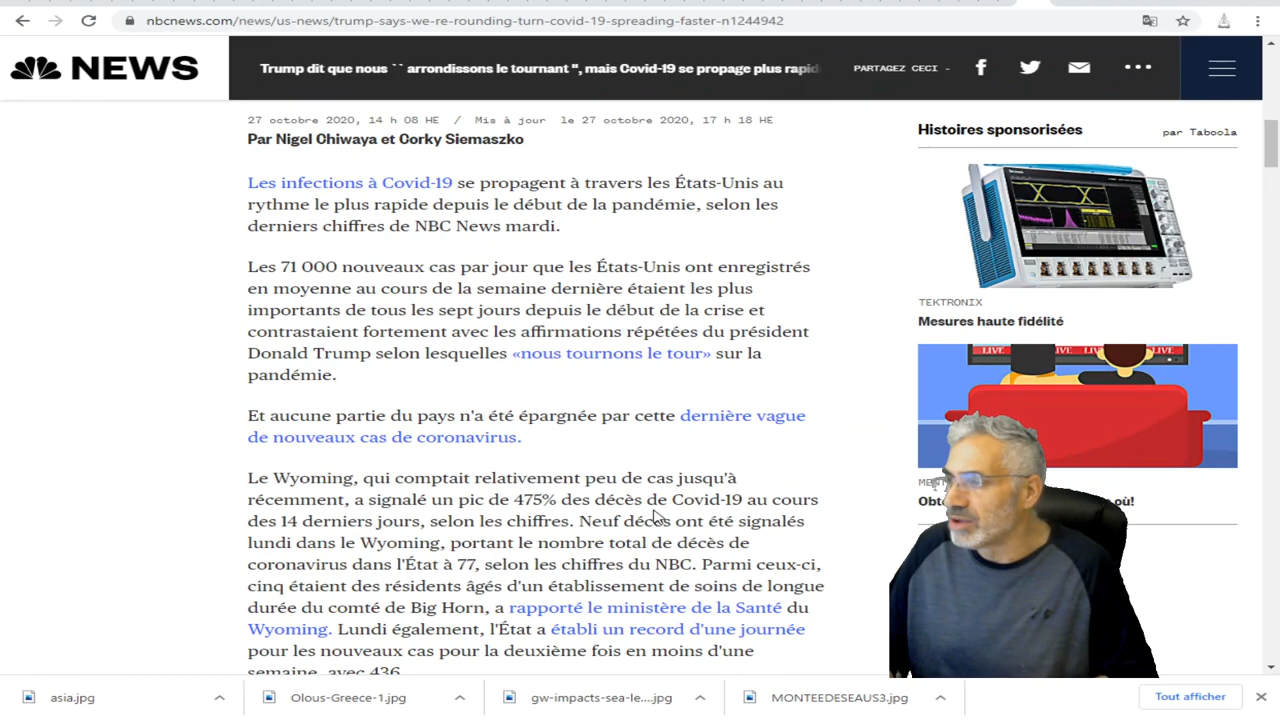 nbcnews.com/news/us-news/trump-says-we-re-rounding-turn-covid-19-spreading-faster-n1244942
NEWS
Trump dit que nous `` arrondissons le tournant ", mais Covid-19 se propage plus rapid
PARTAGEZ CECI -
27 octobre 2020, 14 h 08 HE / Mis à jour le 27 octobre 2020, 17 h 18 HE
Par Nigel Chiwaya et Corky Siemaszko
Les infections à Covid-19 se propagent à travers les États-Unis au
rythme le plus rapide depuis le début de la pandémie, selon les
derniers chiffres de NBC News mardi.
Les 71 000 nouveaux cas par jour que les États-Unis ont enregistrés
en moyenne au cours de la semaine dernière étaient les plus
importants de tous les sept jours depuis le début de la crise et
contrastaient fortement avec les affirmations répétées du président
Donald Trump selon lesquelles «nous tournons le tour» sur la
pandémie.
Et aucune partie du pays n'a été épargnée par cette dernière vague
de nouveaux cas de coronavirus.
Le Wyoming, qui comptait relativement peu de cas jusqu'à
récemment, a signalé un pic de 475% des décès de Covid-19 au cours
des 14 derniers jours, selon les chiffres. Neuf décès ont été signalés
lundi dans le Wyoming, portant le nombre total de décès de
coronavirus dans l'État à 77, selon les chiffres du NBC. Parmi ceux-ci,
cinq étaient des résidents âgés d'un établissement de soins de longue
durée du comté de Big Horn, a rapporté le ministère de la Santé du
Wyoming. Lundi également, l'État a établi un record d'une journée
pour les nouveaux cas pour la deuxième fois en moins d'une
semaine, avec 436
Histoires sponsorisées
par Taboola
TEKTRONIX
Mesures haute fidélité
LIVE
LIVE
où!
asia.jpg
Olous-Greece-1.jpg
gw-impacts-sea-le....jpg
MONTEEDESEAUS3.jpg
Tout afficher